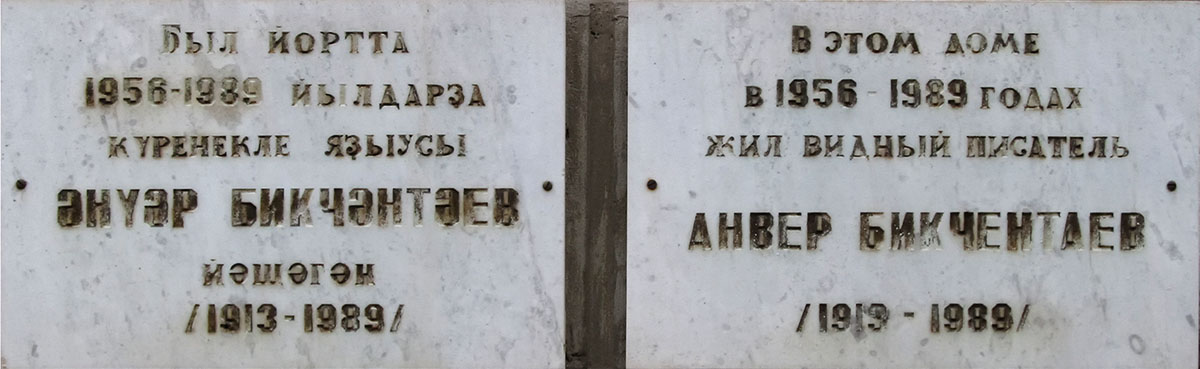 Был йортта
1956-1989 йылдарҙа
күренекле яҙыусы
Әнүәр Бикчәнтәев
йәшәгән
/1913-1989/
В этом доме
в 1956-1989 годах
жил видный писатель
Анвер Бикчентаев
/1913 - 1989/